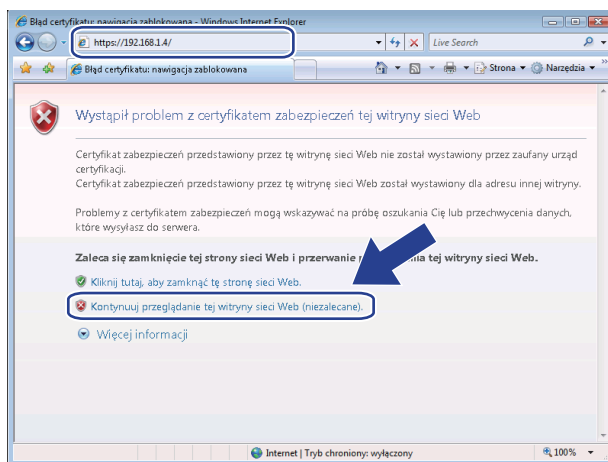 Błąd certyfikatu: nawigacja zablokowana - Windows Internet Explorer
https://192.168.1.4/
Live Search
Błąd certyfikatu: nawigacja zablokowana
Strona
Narzędzia
Wystąpił problem z certyfikatem zabezpieczeń tej witryny sieci Web
Certyfikat zabezpieczeń przedstawiony przez tę witrynę sieci Web nie został wystawiony przez zaufany urząd
certyfikacji.
Certyfikat zabezpieczeń przedstawiony przez tę witrynę sieci Web został wystawiony dla adresu innej witryny.
Problemy z certyfikatem zabezpieczeń mogą wskazywać na próbę oszukania Cię lub przechwycenia danych,
które wysyłasz do serwera.
Zaleca się zamknięcie tej strony sieci Web i przerwanie tej witryny sieci Web.
Kliknij tutaj, aby zamknąć tę stronę sieci Web.
Kontynuuj przeglądanie tej witryny sieci Web (niezalecane).
Więcej informacji
Internet | Tryb chroniony: wyłączony
100%